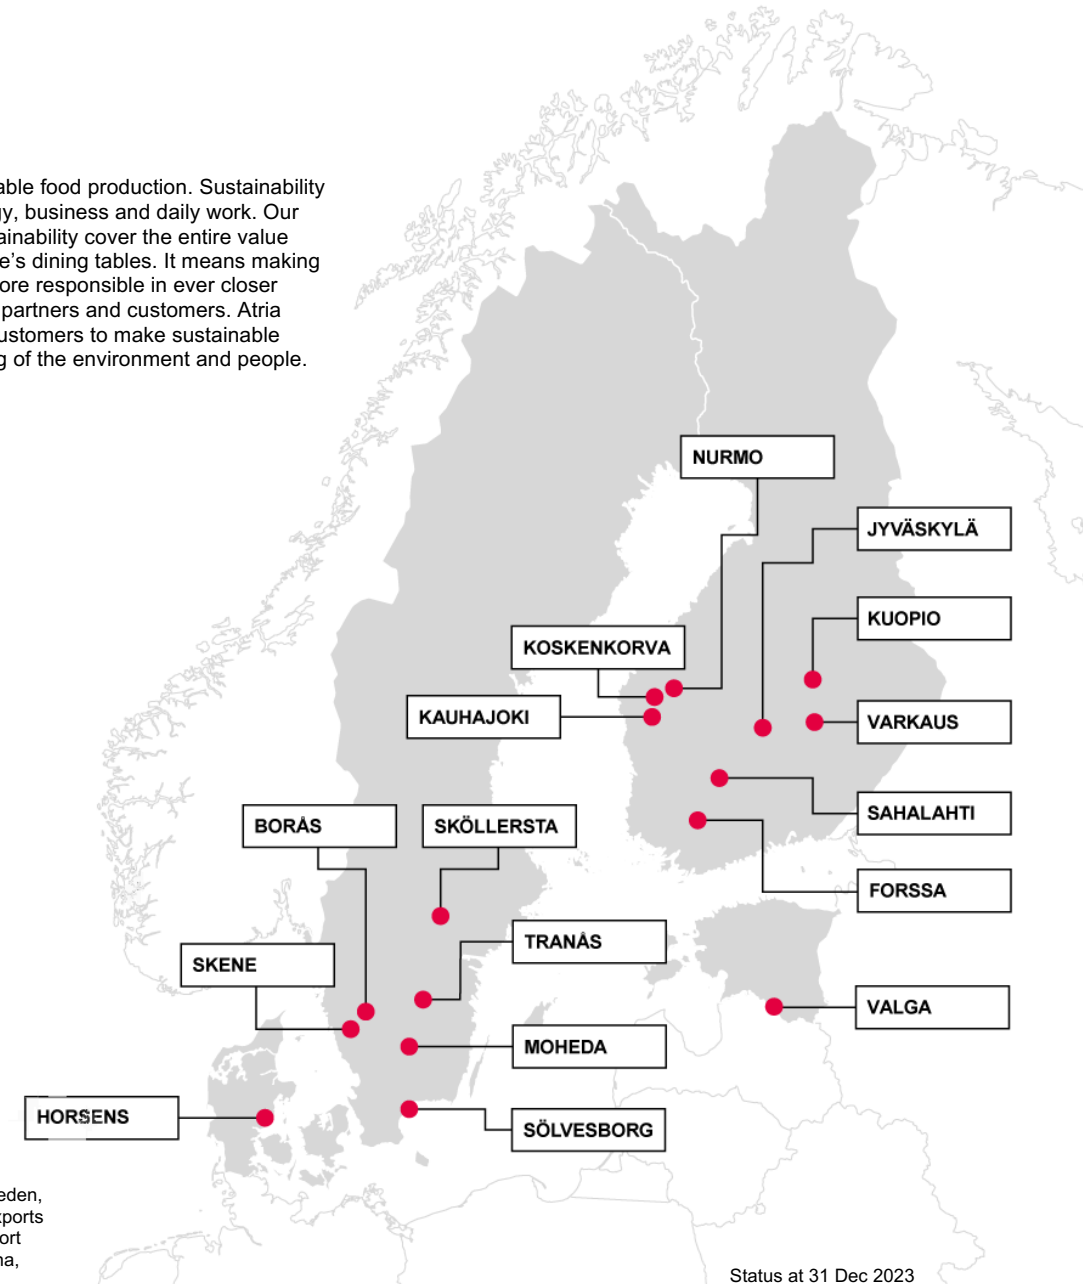 able food production. Sustainability
gy, business and daily work. Our
ainability cover the entire value
e’s dining tables. It means making
ore responsible in ever closer
partners and customers. Atria
ustomers to make sustainable
g of the environment and people.
NURMO
JYVÄSKYLÄ
KUOPIO
KOSKENKORVA
KAUHAJOKI
VARKAUS
SAHALAHTI
BORÅS
SKÖLLERSTA
FORSSA
TRANÅS
SKENE
VALGA
MOHEDA
HORSENS
SÖLVESBORG
eden,
xports
ort
na,
Status at 31 Dec 2023